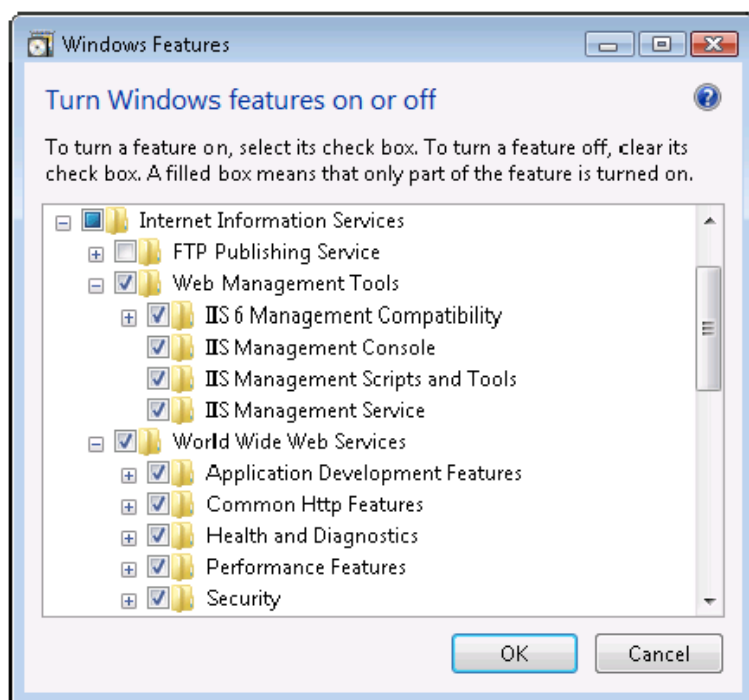 Windows Features
Turn Windows features on or off
To turn a feature on, select its check box. To turn a feature off, clear its
check box. A filled box means that only part of the feature is turned on.
Internet Information Services
FTP Publishing Service
Web Management Tools
IIS 6 Management Compatibility
IIS Management Console
IIS Management Scripts and Tools
IIS Management Service
World Wide Web Services
Application Development Features
Common Http Features
Health and Diagnostics
Performance Features
Security
OK Cancel